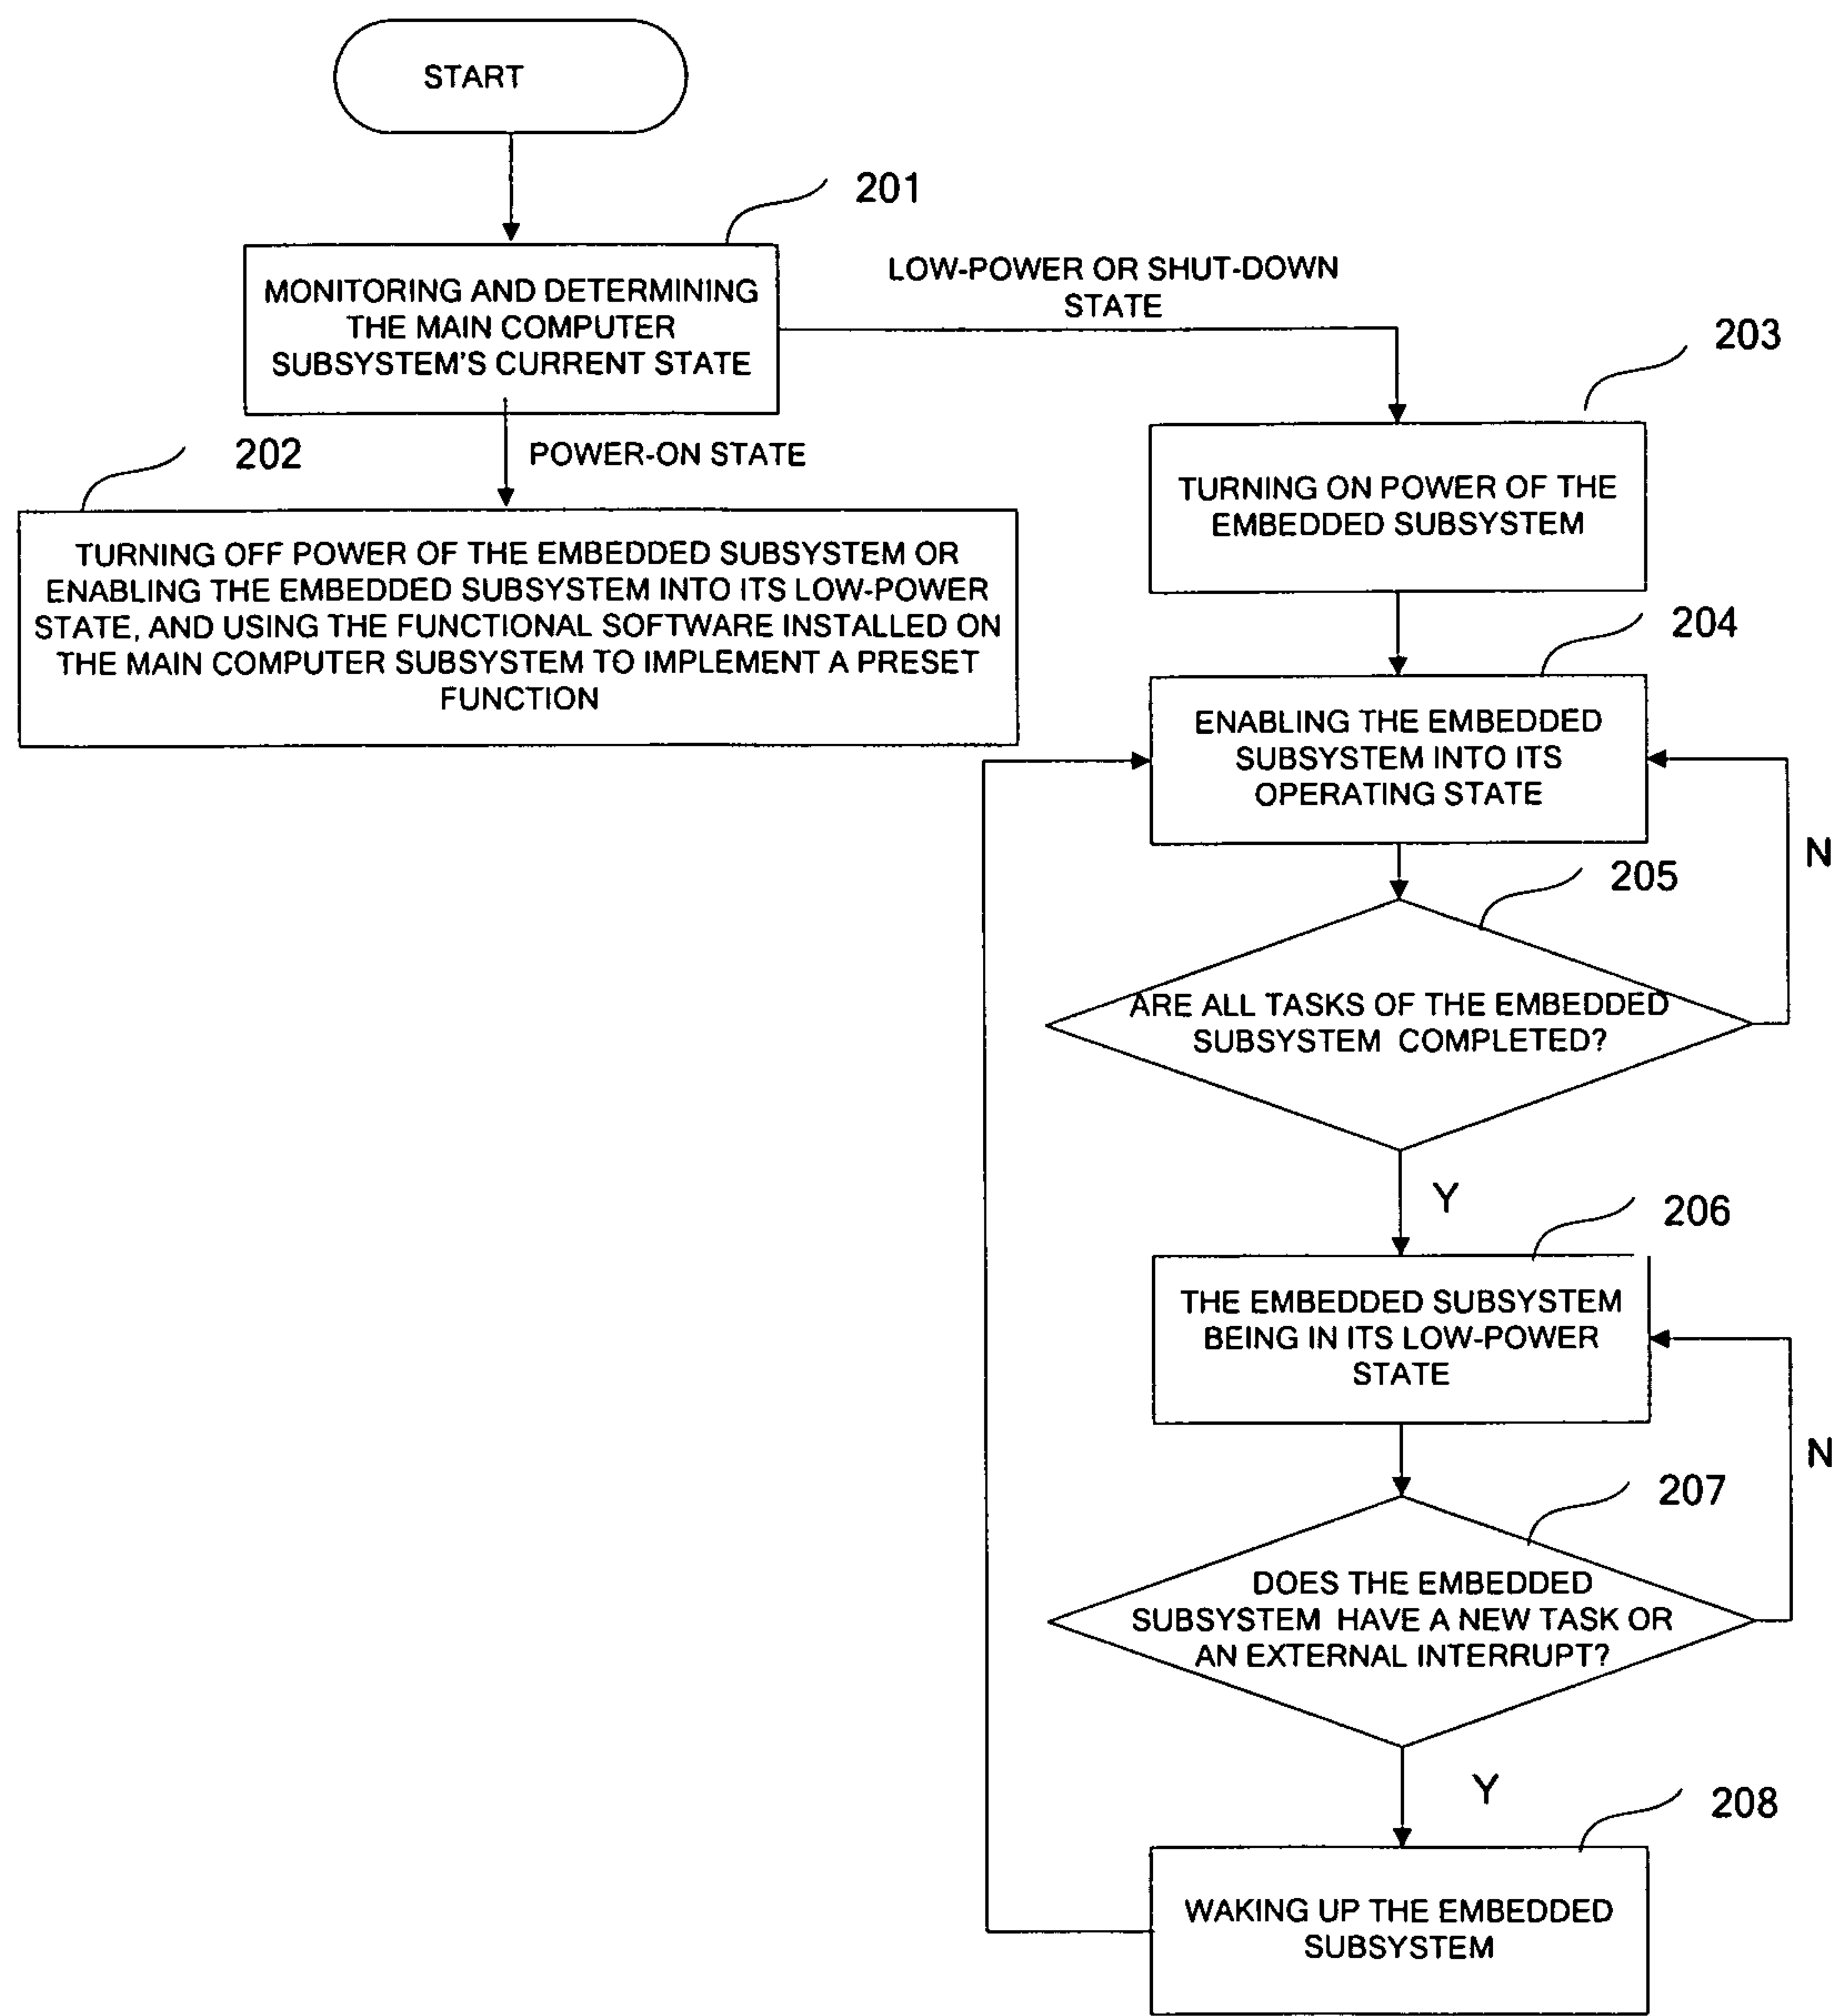 START
201
MONITORING AND DETERMINING
THE MAIN COMPUTER
SUBSYSTEM'S CURRENT STATE
LOW-POWER OR SHUT-DOWN
STATE
203
202
POWER-ON STATE
TURNING ON POWER OF THE
EMBEDDED SUBSYSTEM
TURNING OFF POWER OF THE EMBEDDED SUBSYSTEM OR
ENABLING THE EMBEDDED SUBSYSTEM INTO ITS LOW-POWER
STATE, AND USING THE FUNCTIONAL SOFTWARE INSTALLED ON
THE MAIN COMPUTER SUBSYSTEM TO IMPLEMENT A PRESET
FUNCTION
204
ENABLING THE EMBEDDED
SUBSYSTEM INTO ITS
OPERATING STATE
N
205
ARE ALL TASKS OF THE EMBEDDED
SUBSYSTEM COMPLETED?
Y
206
THE EMBEDDED SUBSYSTEM
BEING IN ITS LOW-POWER
STATE
N
207
DOES THE EMBEDDED
SUBSYSTEM HAVE A NEW TASK OR
AN EXTERNAL INTERRUPT?
Y
208
WAKING UP THE EMBEDDED
SUBSYSTEM